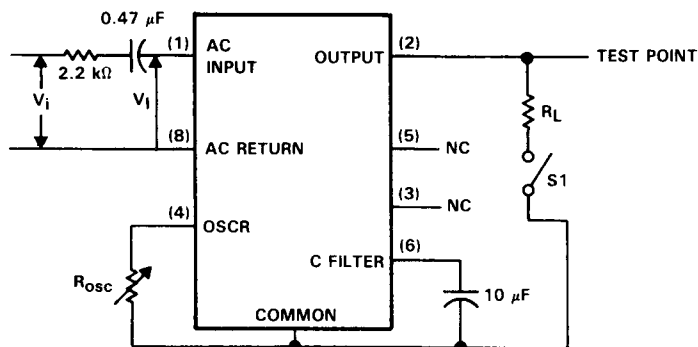 0.47 μF
2.2 kΩ
Vi
V1
(1)
AC
INPUT
OUTPUT
(2)
TEST POINT
RL
S1
(8)
AC RETURN
(5)
NC
(3)
NC
(4)
OSCR
(6)
C FILTER
Rosc
10 μF
COMMON